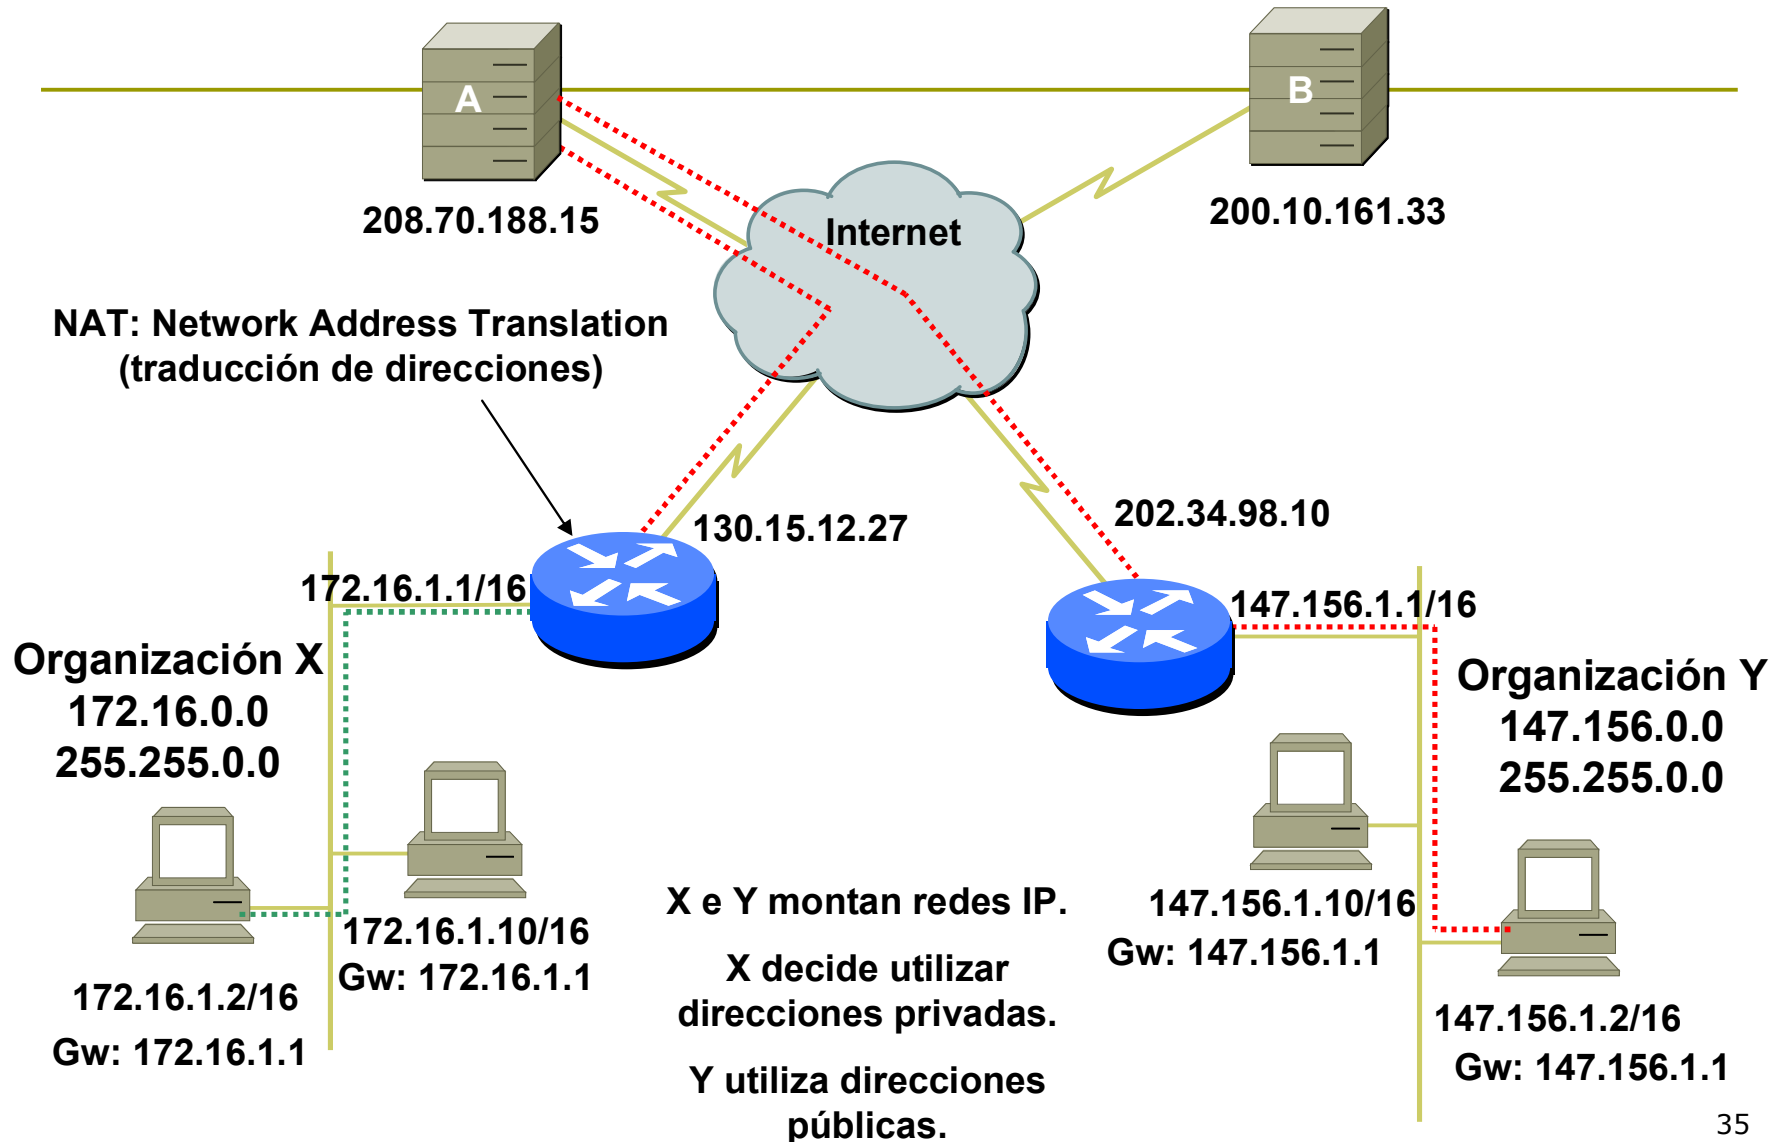 A
B
208.70.188.15
200.10.161.33
Internet
NAT: Network Address Translation
(traducción de direcciones)
130.15.12.27
202.34.98.10
172.16.1.1/16
147.156.1.1/16
Organización X
172.16.0.0
255.255.0.0
Organización Y
147.156.0.0
255.255.0.0
172.16.1.10/16
Gw: 172.16.1.1
172.16.1.2/16
Gw: 172.16.1.1
X e Y montan redes IP.
X decide utilizar
direcciones privadas.
Y utiliza direcciones
públicas.
147.156.1.10/16
Gw: 147.156.1.1
147.156.1.2/16
Gw: 147.156.1.1
35